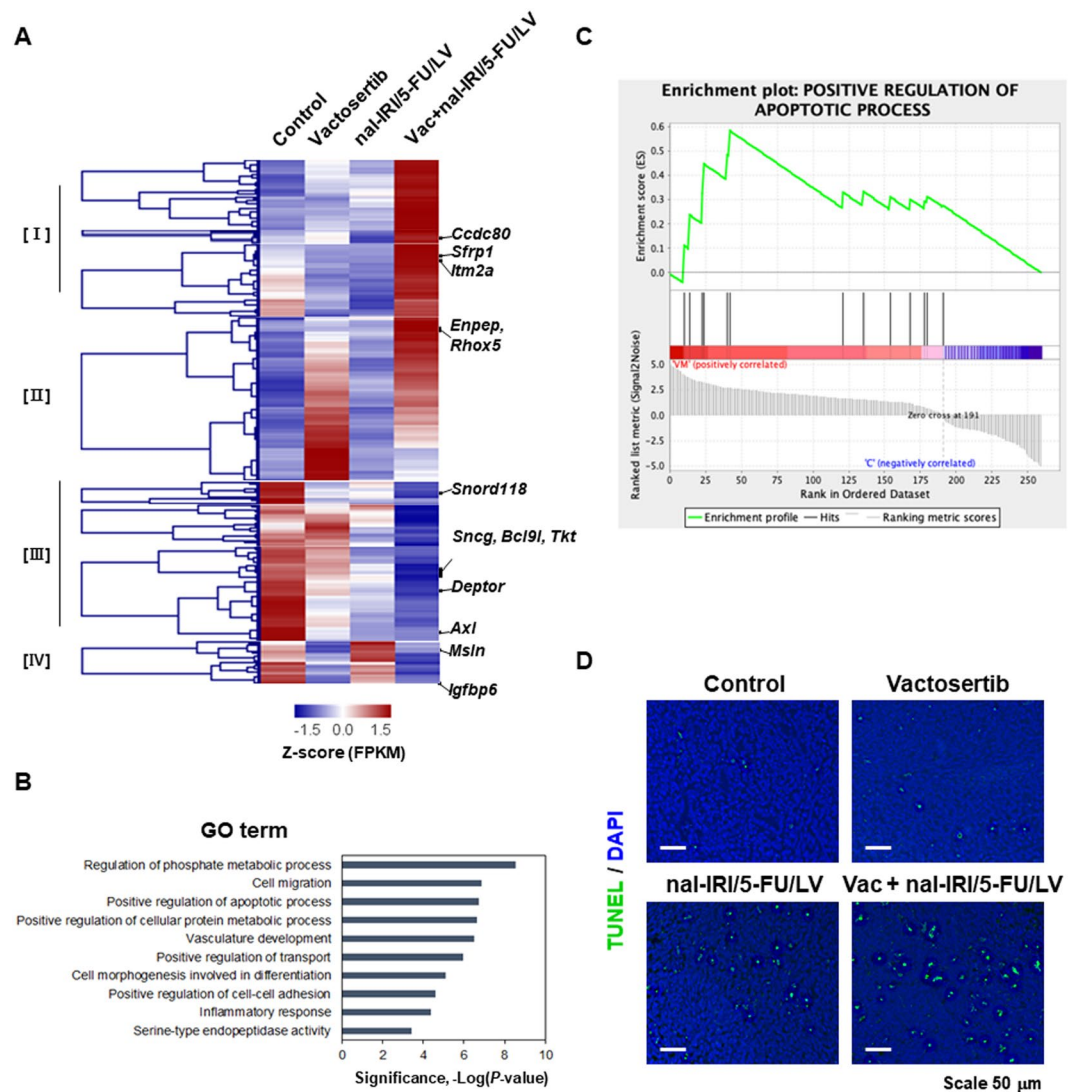 A
Control
Vactosertib
nal-IRI/5-FU/LV
Vac+nal-IRI/5-FU/LV
[Ⅰ]
Ccdc80
Sfrp1
Itm2a
Enpep,
Rhox5
[Ⅱ]
Snord118
[Ⅲ]
Sncg, Bcl9l, Tkt
Deptor
Axl
[Ⅳ]
Msln
Igfbp6
-1.5 0.0 1.5
Z-score (FPKM)
B
GO term
Regulation of phosphate metabolic process
Cell migration
Positive regulation of apoptotic process
Positive regulation of cellular protein metabolic process
Vasculature development
Positive regulation of transport
Cell morphogenesis involved in differentiation
Positive regulation of cell-cell adhesion
Inflammatory response
Serine-type endopeptidase activity
0 2 4 6 8 10
Significance, -Log(P-value)
C
Enrichment plot: POSITIVE REGULATION OF
APOPTOTIC PROCESS
Enrichment score (ES)
0.6
0.5
0.4
0.3
0.2
0.1
0.0
Ranked list metric (Signal2Noise)
5.0
2.5
0.0
-2.5
-5.0
'VM' (positively correlated)
Zero cross at 191
'C' (negatively correlated)
0 25 50 75 100 125 150 175 200 225 250
Rank in Ordered Dataset
Enrichment profile Hits Ranking metric scores
D
TUNEL / DAPI
Control Vactosertib
nal-IRI/5-FU/LV Vac + nal-IRI/5-FU/LV
Scale 50 μm